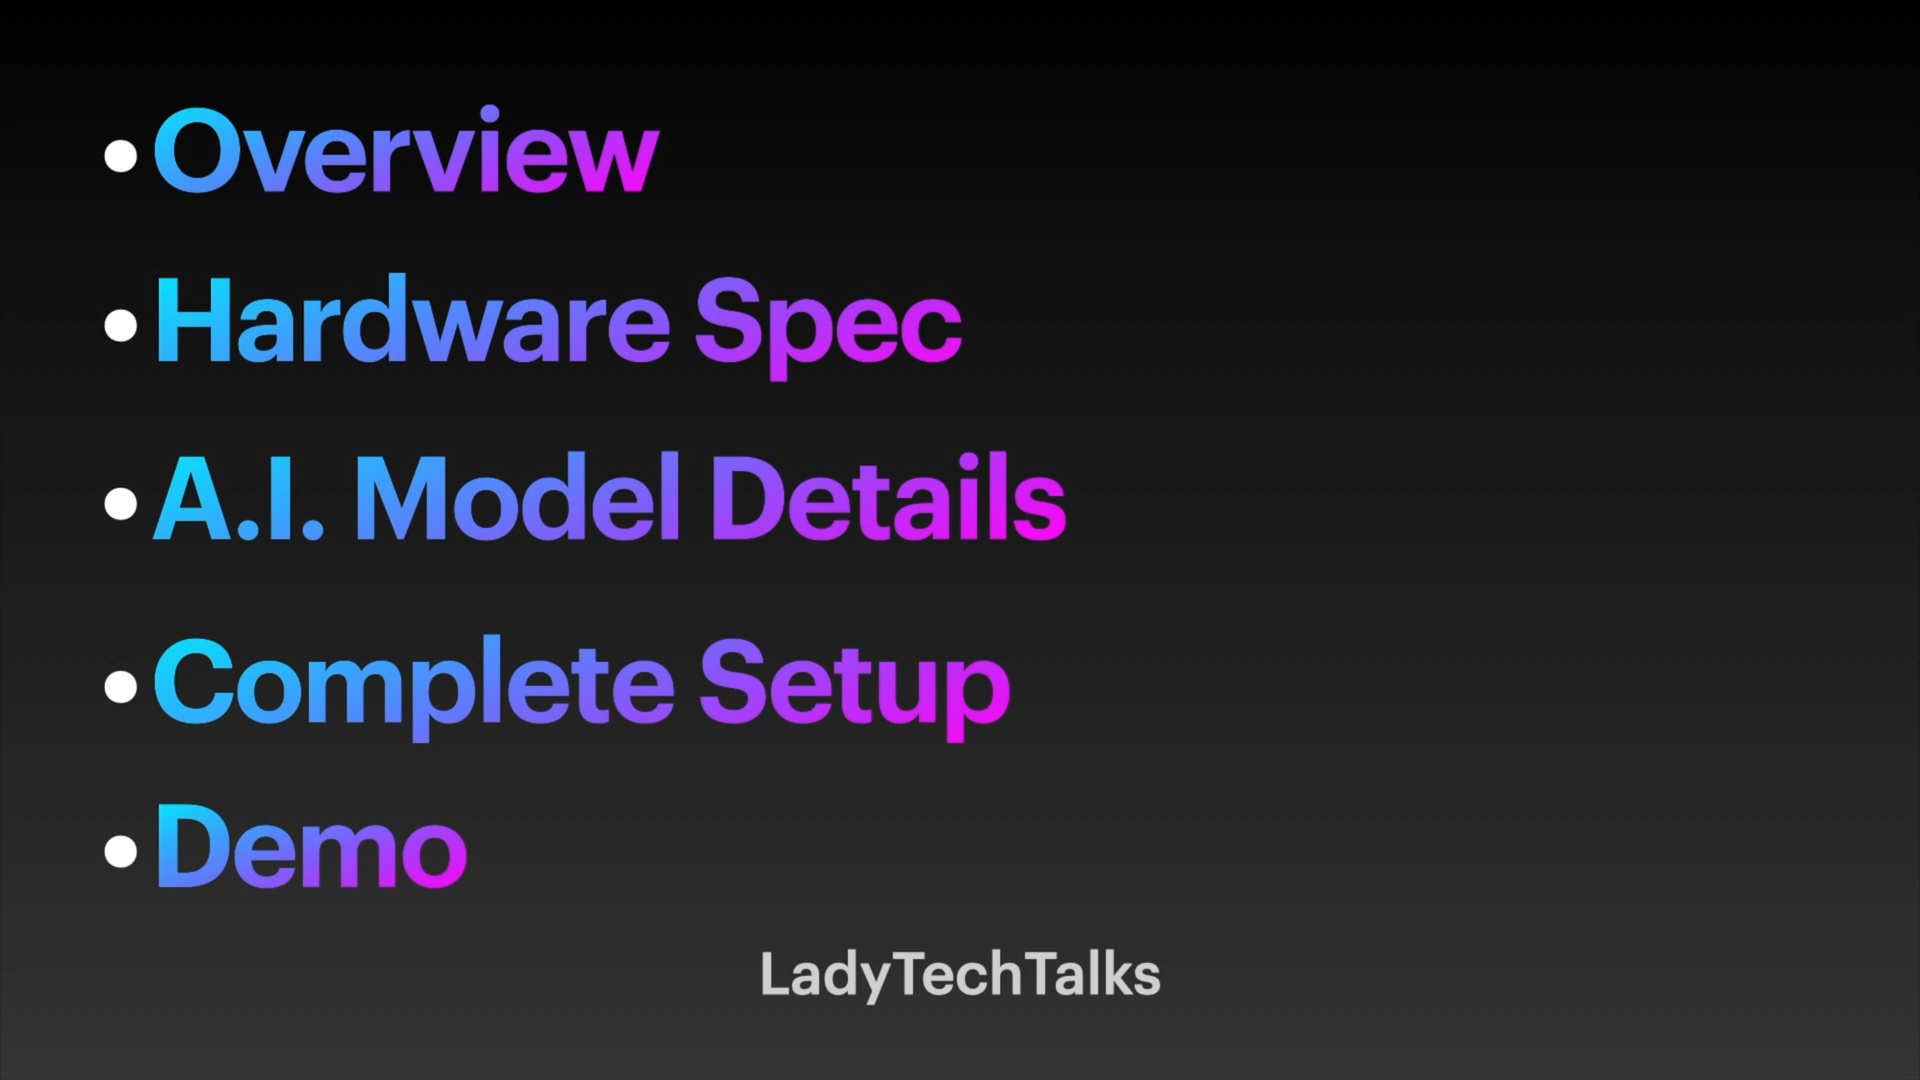 • Overview
• Hardware Spec
• A.I. Model Details
• Complete Setup
• Demo
LadyTechTalks